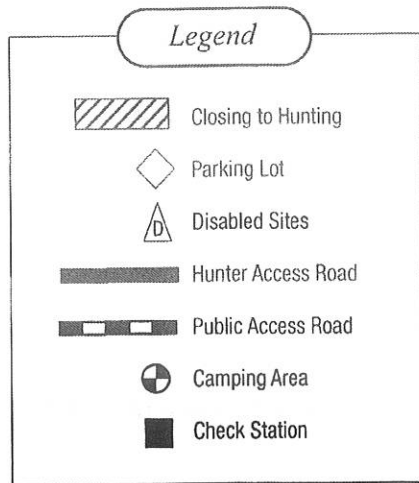 Legend
Closing to Hunting
Parking Lot
D
Disabled Sites
Hunter Access Road
Public Access Road
Camping Area
Check Station